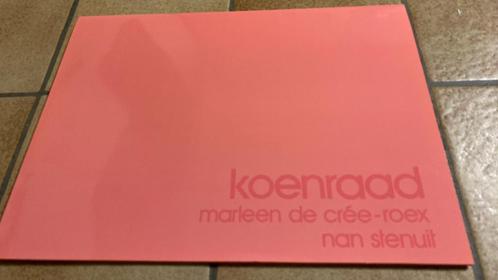 koenraad
marleen de crée-roex
nan stenuit